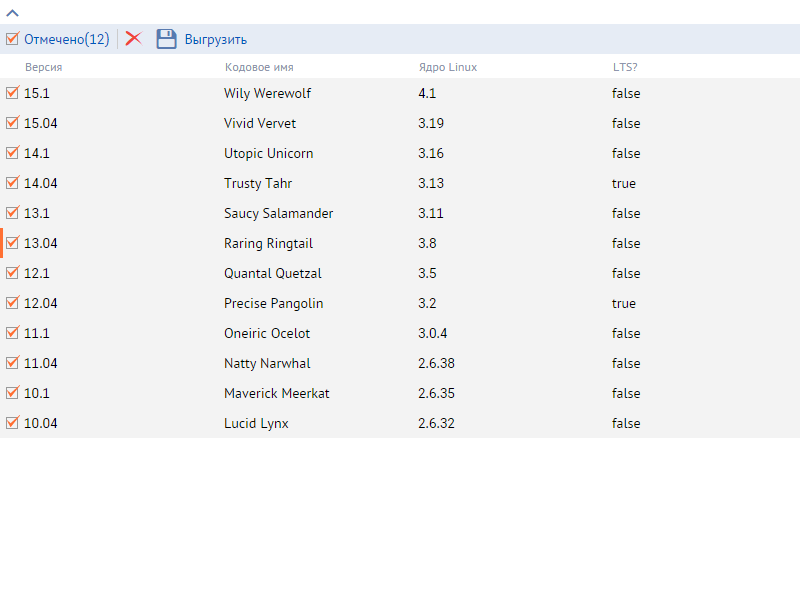 Отмечено(12) Выгрузить
Версия Кодовое имя Ядро Linux LTS?
15.1 Wily Werewolf 4.1 false
15.04 Vivid Vervet 3.19 false
14.1 Utopic Unicorn 3.16 false
14.04 Trusty Tahr 3.13 true
13.1 Saucy Salamander 3.11 false
13.04 Raring Ringtail 3.8 false
12.1 Quantal Quetzal 3.5 false
12.04 Precise Pangolin 3.2 true
11.1 Oneiric Ocelot 3.0.4 false
11.04 Natty Narwhal 2.6.38 false
10.1 Maverick Meerkat 2.6.35 false
10.04 Lucid Lynx 2.6.32 false